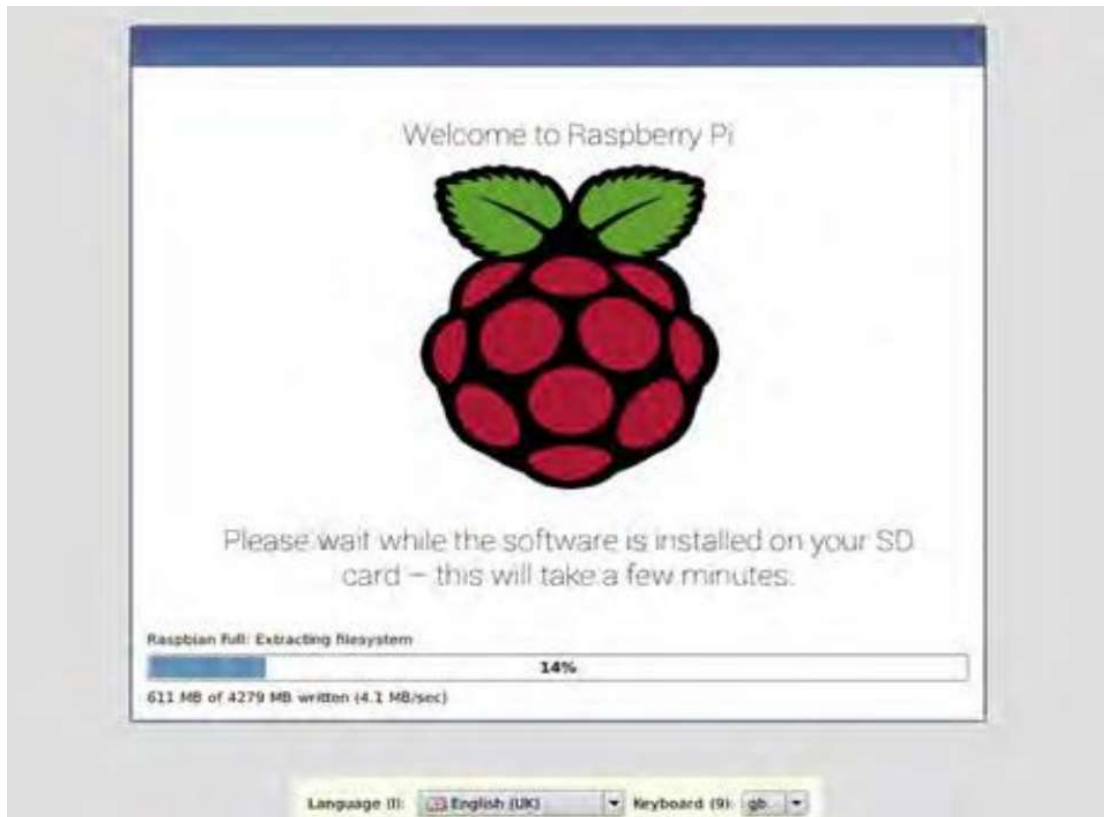 Welcome to Raspberry Pi
Please wait while the software is installed on your SD
card – this will take a few minutes.
Raspbian Full: Extracting filesystem
14%
611 MB of 4279 MB written (4.1 MB/sec)
Language (l): English (UK) Keyboard (9): gb